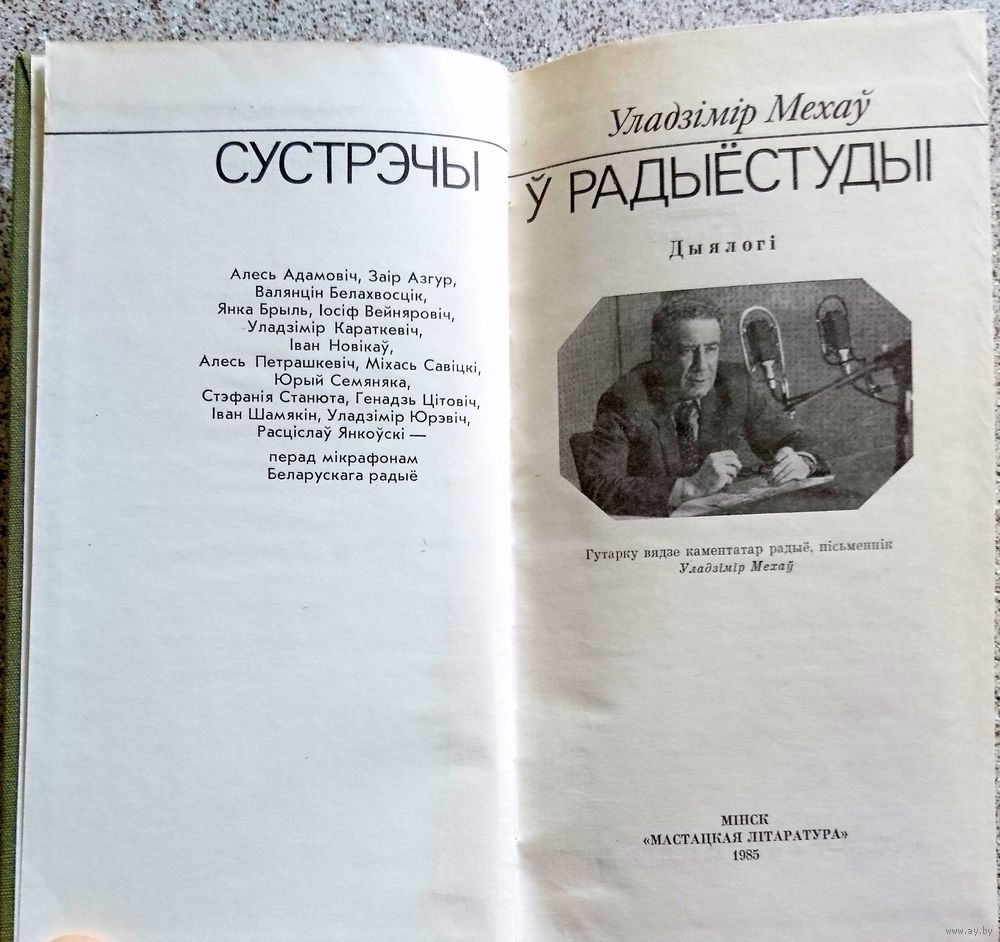 СУСТРЭЧЫ
Алесь Адамовіч, Заір Азгур,
Валянцін Белахвосцік,
Янка Брыль, Іосіф Вейняровіч,
Уладзімір Караткевіч,
Іван Новікаў,
Алесь Петрашкевіч, Міхась Савіцкі,
Юрый Семяняка,
Стэфанія Станюта, Генадзь Цітовіч,
Іван Шамякін, Уладзімір Юрэвіч,
Расціслаў Янкоўскі —
перад мікрафонам
Беларускага радыё
Уладзімір Мехаў
Ў РАДЫЁСТУДЫІ
Дыялогі
Гутарку вядзе каментатар радыё, пісьменнік
Уладзімір Мехаў
МІНСК
«МАСТАЦКАЯ ЛІТАРАТУРА»
1985
www.ay.by